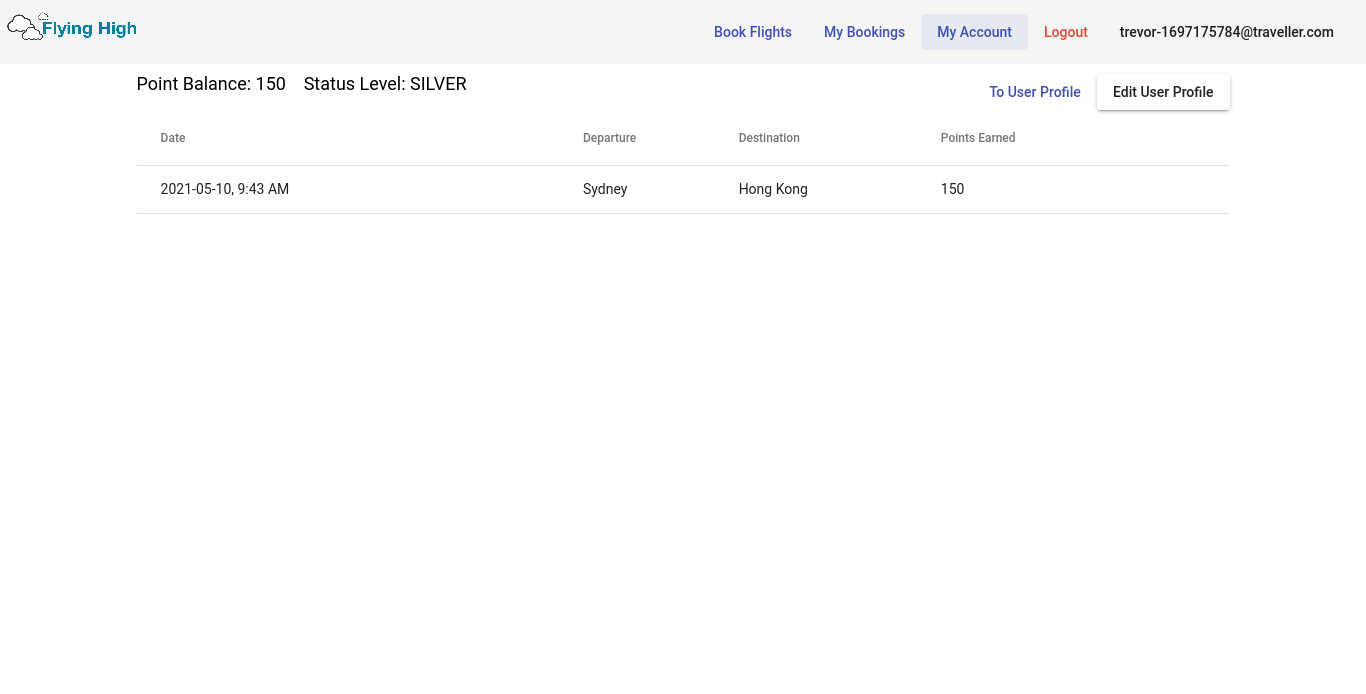 Flying High
Book Flights My Bookings My Account Logout trevor-1697175784@traveller.com
Point Balance: 150 Status Level: SILVER
To User Profile Edit User Profile
Date Departure Destination Points Earned
2021-05-10, 9:43 AM Sydney Hong Kong 150